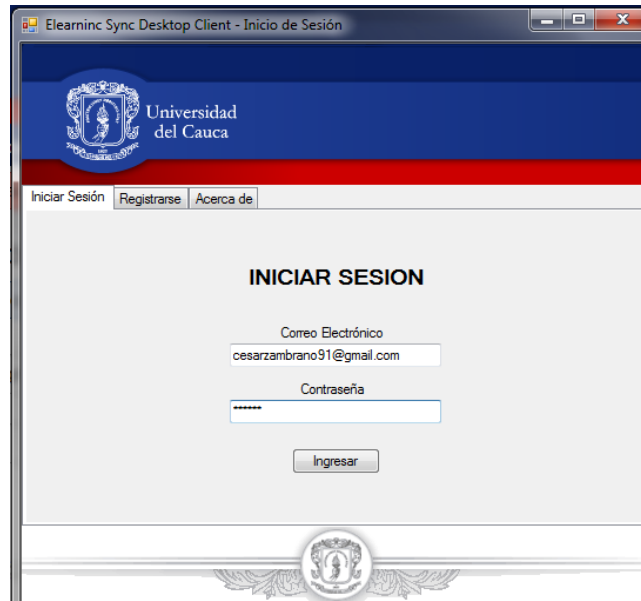 Elearninc Sync Desktop Client - Inicio de Sesión
Universidad
del Cauca
Iniciar Sesión Registrarse Acerca de
INICIAR SESION
Correo Electrónico
cesarzambrano91@gmail.com
Contraseña
******
Ingresar